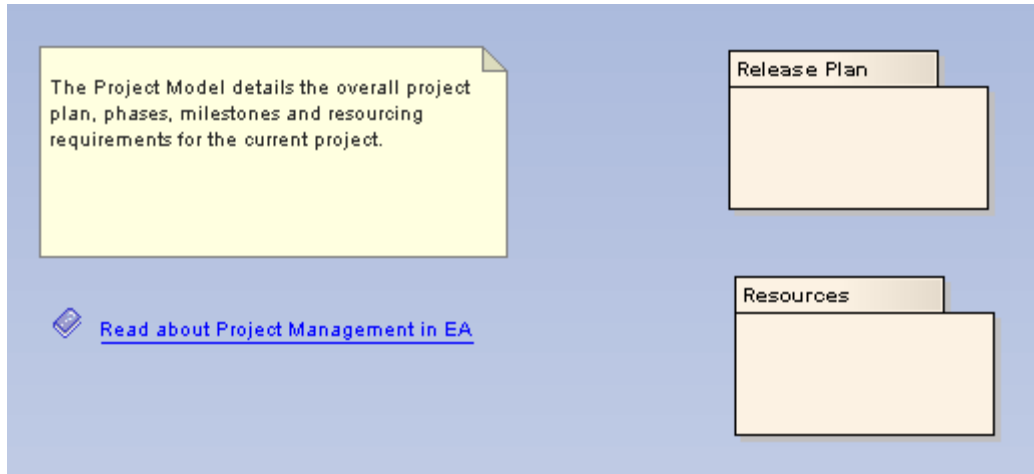 The Project Model details the overall project
plan, phases, milestones and resourcing
requirements for the current project.
Read about Project Management in EA
Release Plan
Resources